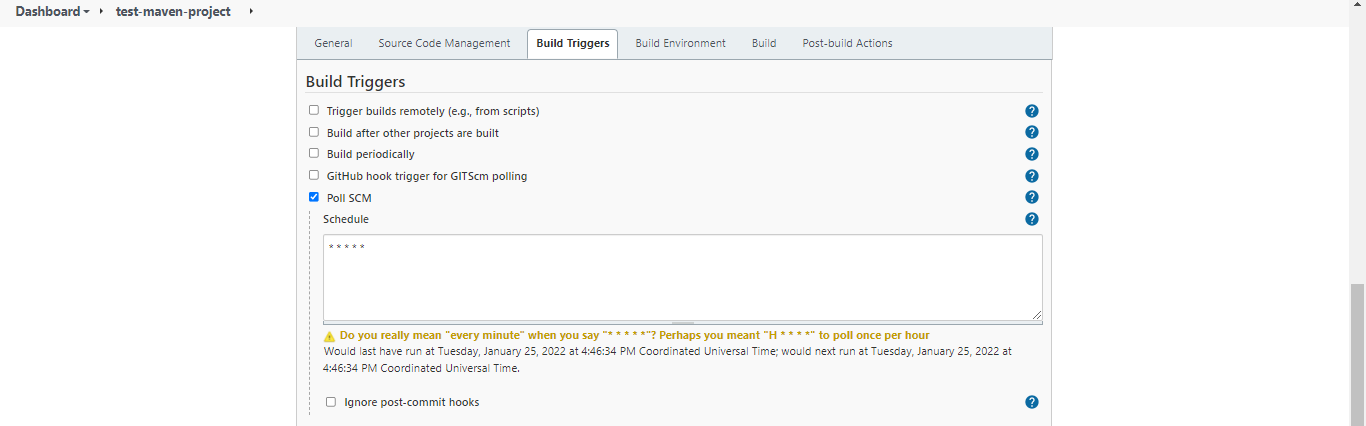 Dashboard test-maven-project
General Source Code Management Build Triggers Build Environment Build Post-build Actions
Build Triggers
Trigger builds remotely (e.g., from scripts)
Build after other projects are built
Build periodically
GitHub hook trigger for GITScm polling
Poll SCM
Schedule
* * * * *
Do you really mean "every minute" when you say "* * * * *"? Perhaps you meant "H * * * *" to poll once per hour
Would last have run at Tuesday, January 25, 2022 at 4:46:34 PM Coordinated Universal Time; would next run at Tuesday, January 25, 2022 at
4:46:34 PM Coordinated Universal Time.
Ignore post-commit hooks